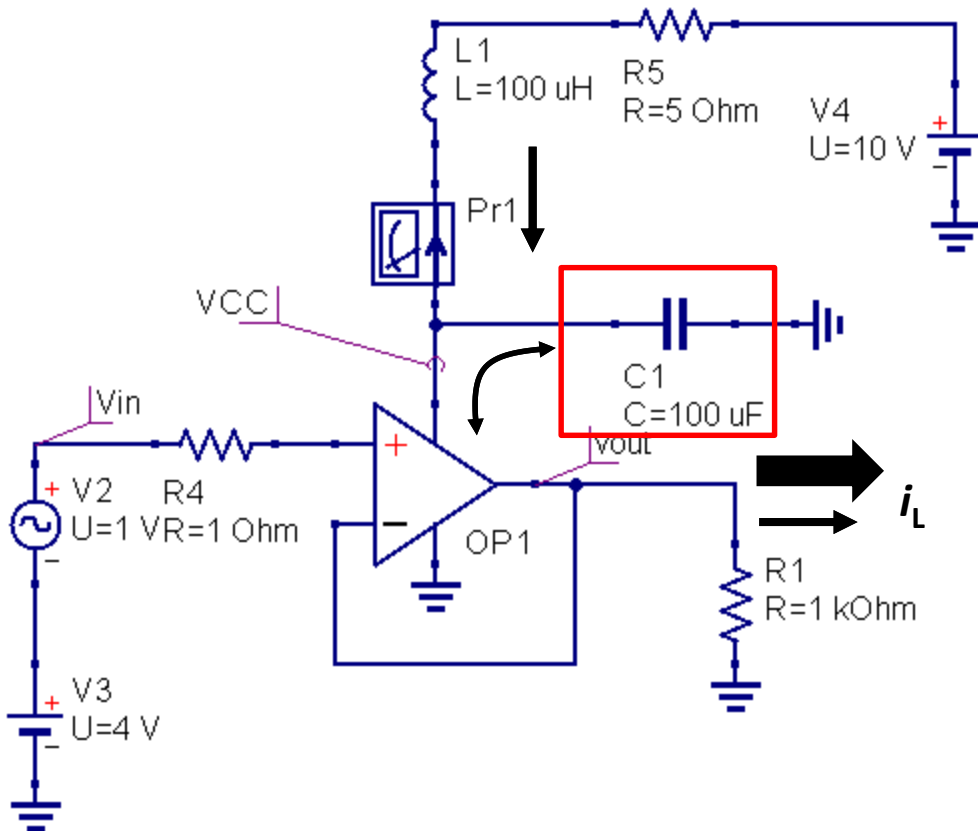 L1
L=100 uH
R5
R=5 Ohm
V4
U=10 V
+
−
Pr1
VCC
C1
C=100 uF
Vin
+
−
vout
V2
U=1 V
+
−
R4
R=1 Ohm
OP1
iL
R1
R=1 kOhm
V3
U=4 V
+
−